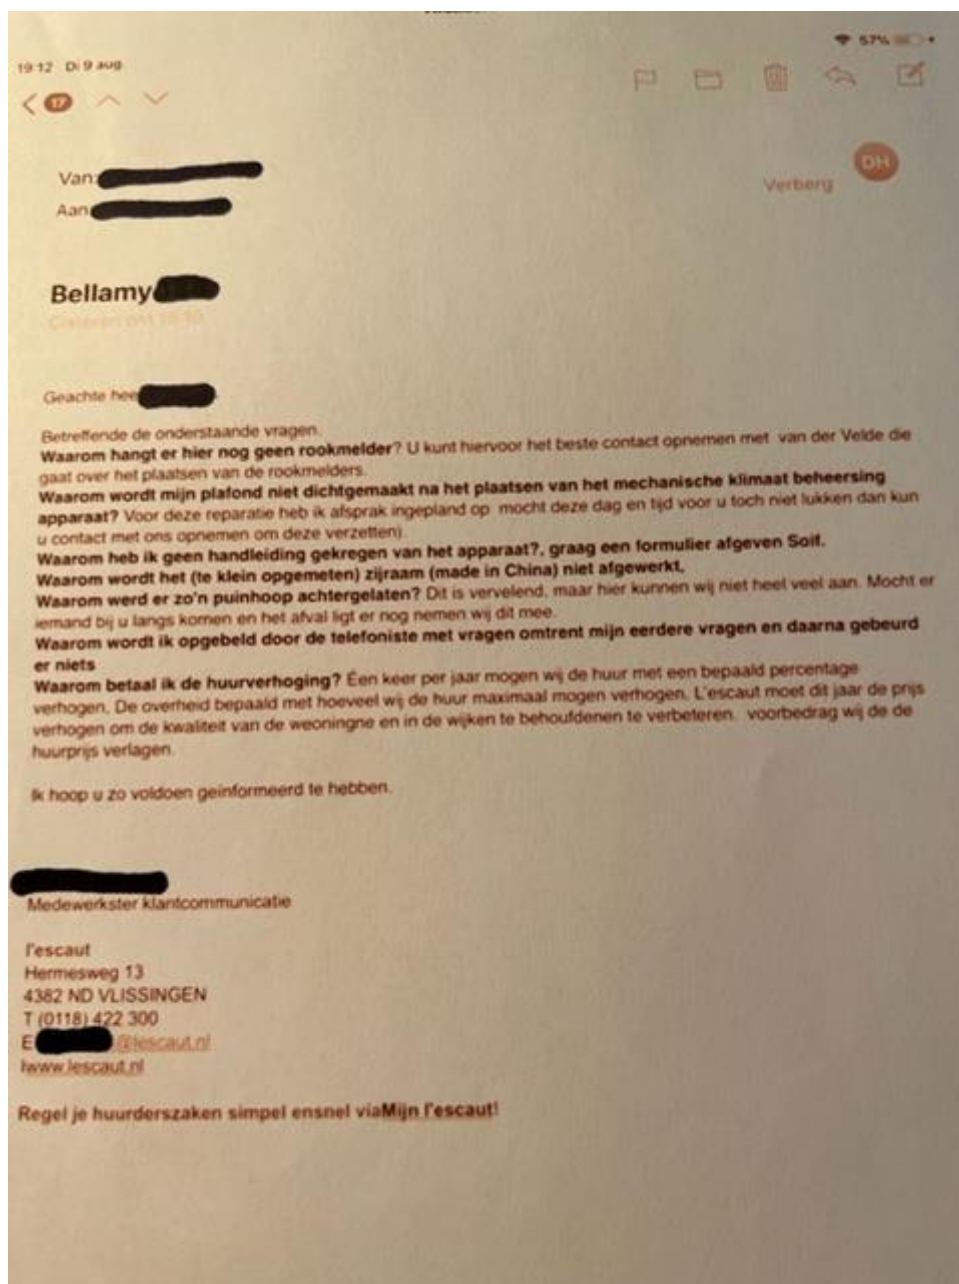 19:12 Di 9 aug
57%
17
Van:
DH
Verberg
Aan:
Bellamy
Geachte hee
Betreffende de onderstaande vragen.
Waarom hangt er hier nog geen rookmelder? U kunt hiervoor het beste contact opnemen met van der Velde die
gaat over het plaatsen van de rookmelders.
Waarom wordt mijn plafond niet dichtgemaakt na het plaatsen van het mechanische klimaat beheersing
apparaat? Voor deze reparatie heb ik afsprak ingepland op mocht deze dag en tijd voor u toch niet lukken dan kun
u contact met ons opnemen om deze verzetten).
Waarom heb ik geen handleiding gekregen van het apparaat?, graag een formulier afgeven Soif.
Waarom wordt het (te klein opgemeten) zijraam (made in China) niet afgewerkt,
Waarom werd er zo'n puinhoop achtergelaten? Dit is vervelend, maar hier kunnen wij niet heel veel aan. Mocht er
iemand bij u langs komen en het afval ligt er nog nemen wij dit mee.
Waarom wordt ik opgebeld door de telefoniste met vragen omtrent mijn eerdere vragen en daarna gebeurd
er niets
Waarom betaal ik de huurverhoging? Een keer per jaar mogen wij de huur met een bepaald percentage
verhogen. De overheid bepaald met hoeveel wij de huur maximaal mogen verhogen. L'escaut moet dit jaar de prijs
verhogen om de kwaliteit van de weoningne en in de wijken te behoufdenen te verbeteren. voorbedrag wij de de
huurprijs verlagen.
Ik hoop u zo voldoen geinformeerd te hebben.
Medewerkster klantcommunicatie
l'escaut
Hermesweg 13
4382 ND VLISSINGEN
T (0118) 422 300
E @lescaut.nl
Iwww.lescaut.nl
Regel je huurderszaken simpel ensnel viaMijn l'escaut!